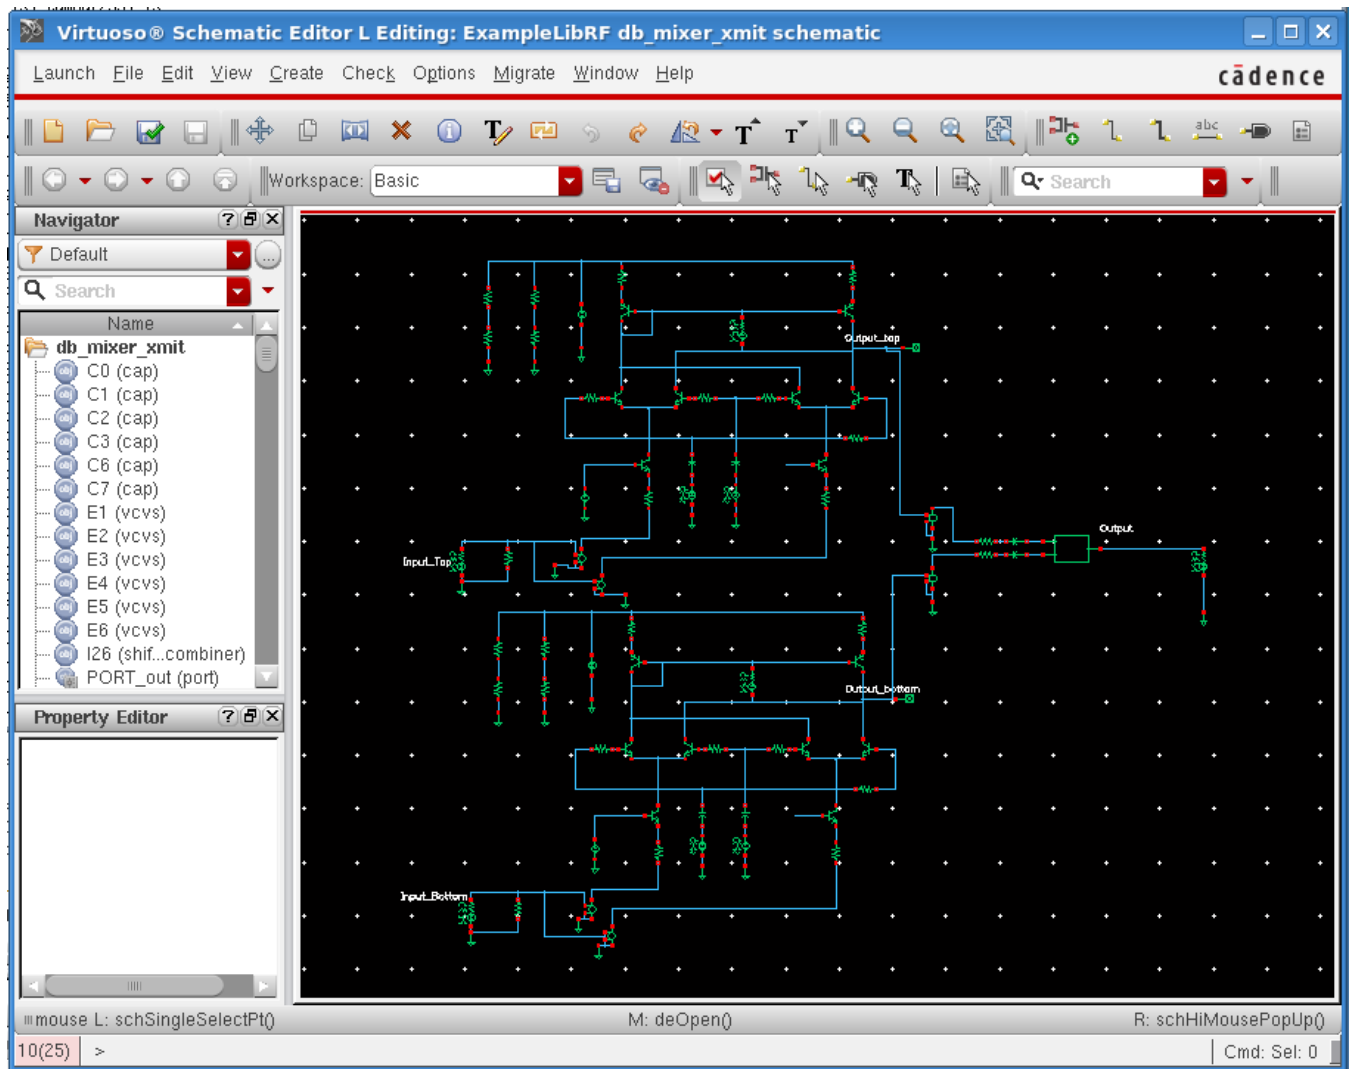 Virtuoso® Schematic Editor L Editing: ExampleLibRF db_mixer_xmit schematic
Launch File Edit View Create Check Options Migrate Window Help cādence
T T T abc
Workspace: Basic Search
Navigator
Default
Search
Name
db_mixer_xmit
C0 (cap)
C1 (cap)
C2 (cap)
C3 (cap)
C6 (cap)
C7 (cap)
E1 (vcvs)
E2 (vcvs)
E3 (vcvs)
E4 (vcvs)
E5 (vcvs)
E6 (vcvs)
I26 (shif...combiner)
PORT_out (port)
Property Editor
Output_top
Output
Input_Top
Output_bottom
Input_Bottom
mouse L: schSingleSelectPt() M: deOpen() R: schHiMousePopUp()
10(25) > Cmd: Sel: 0